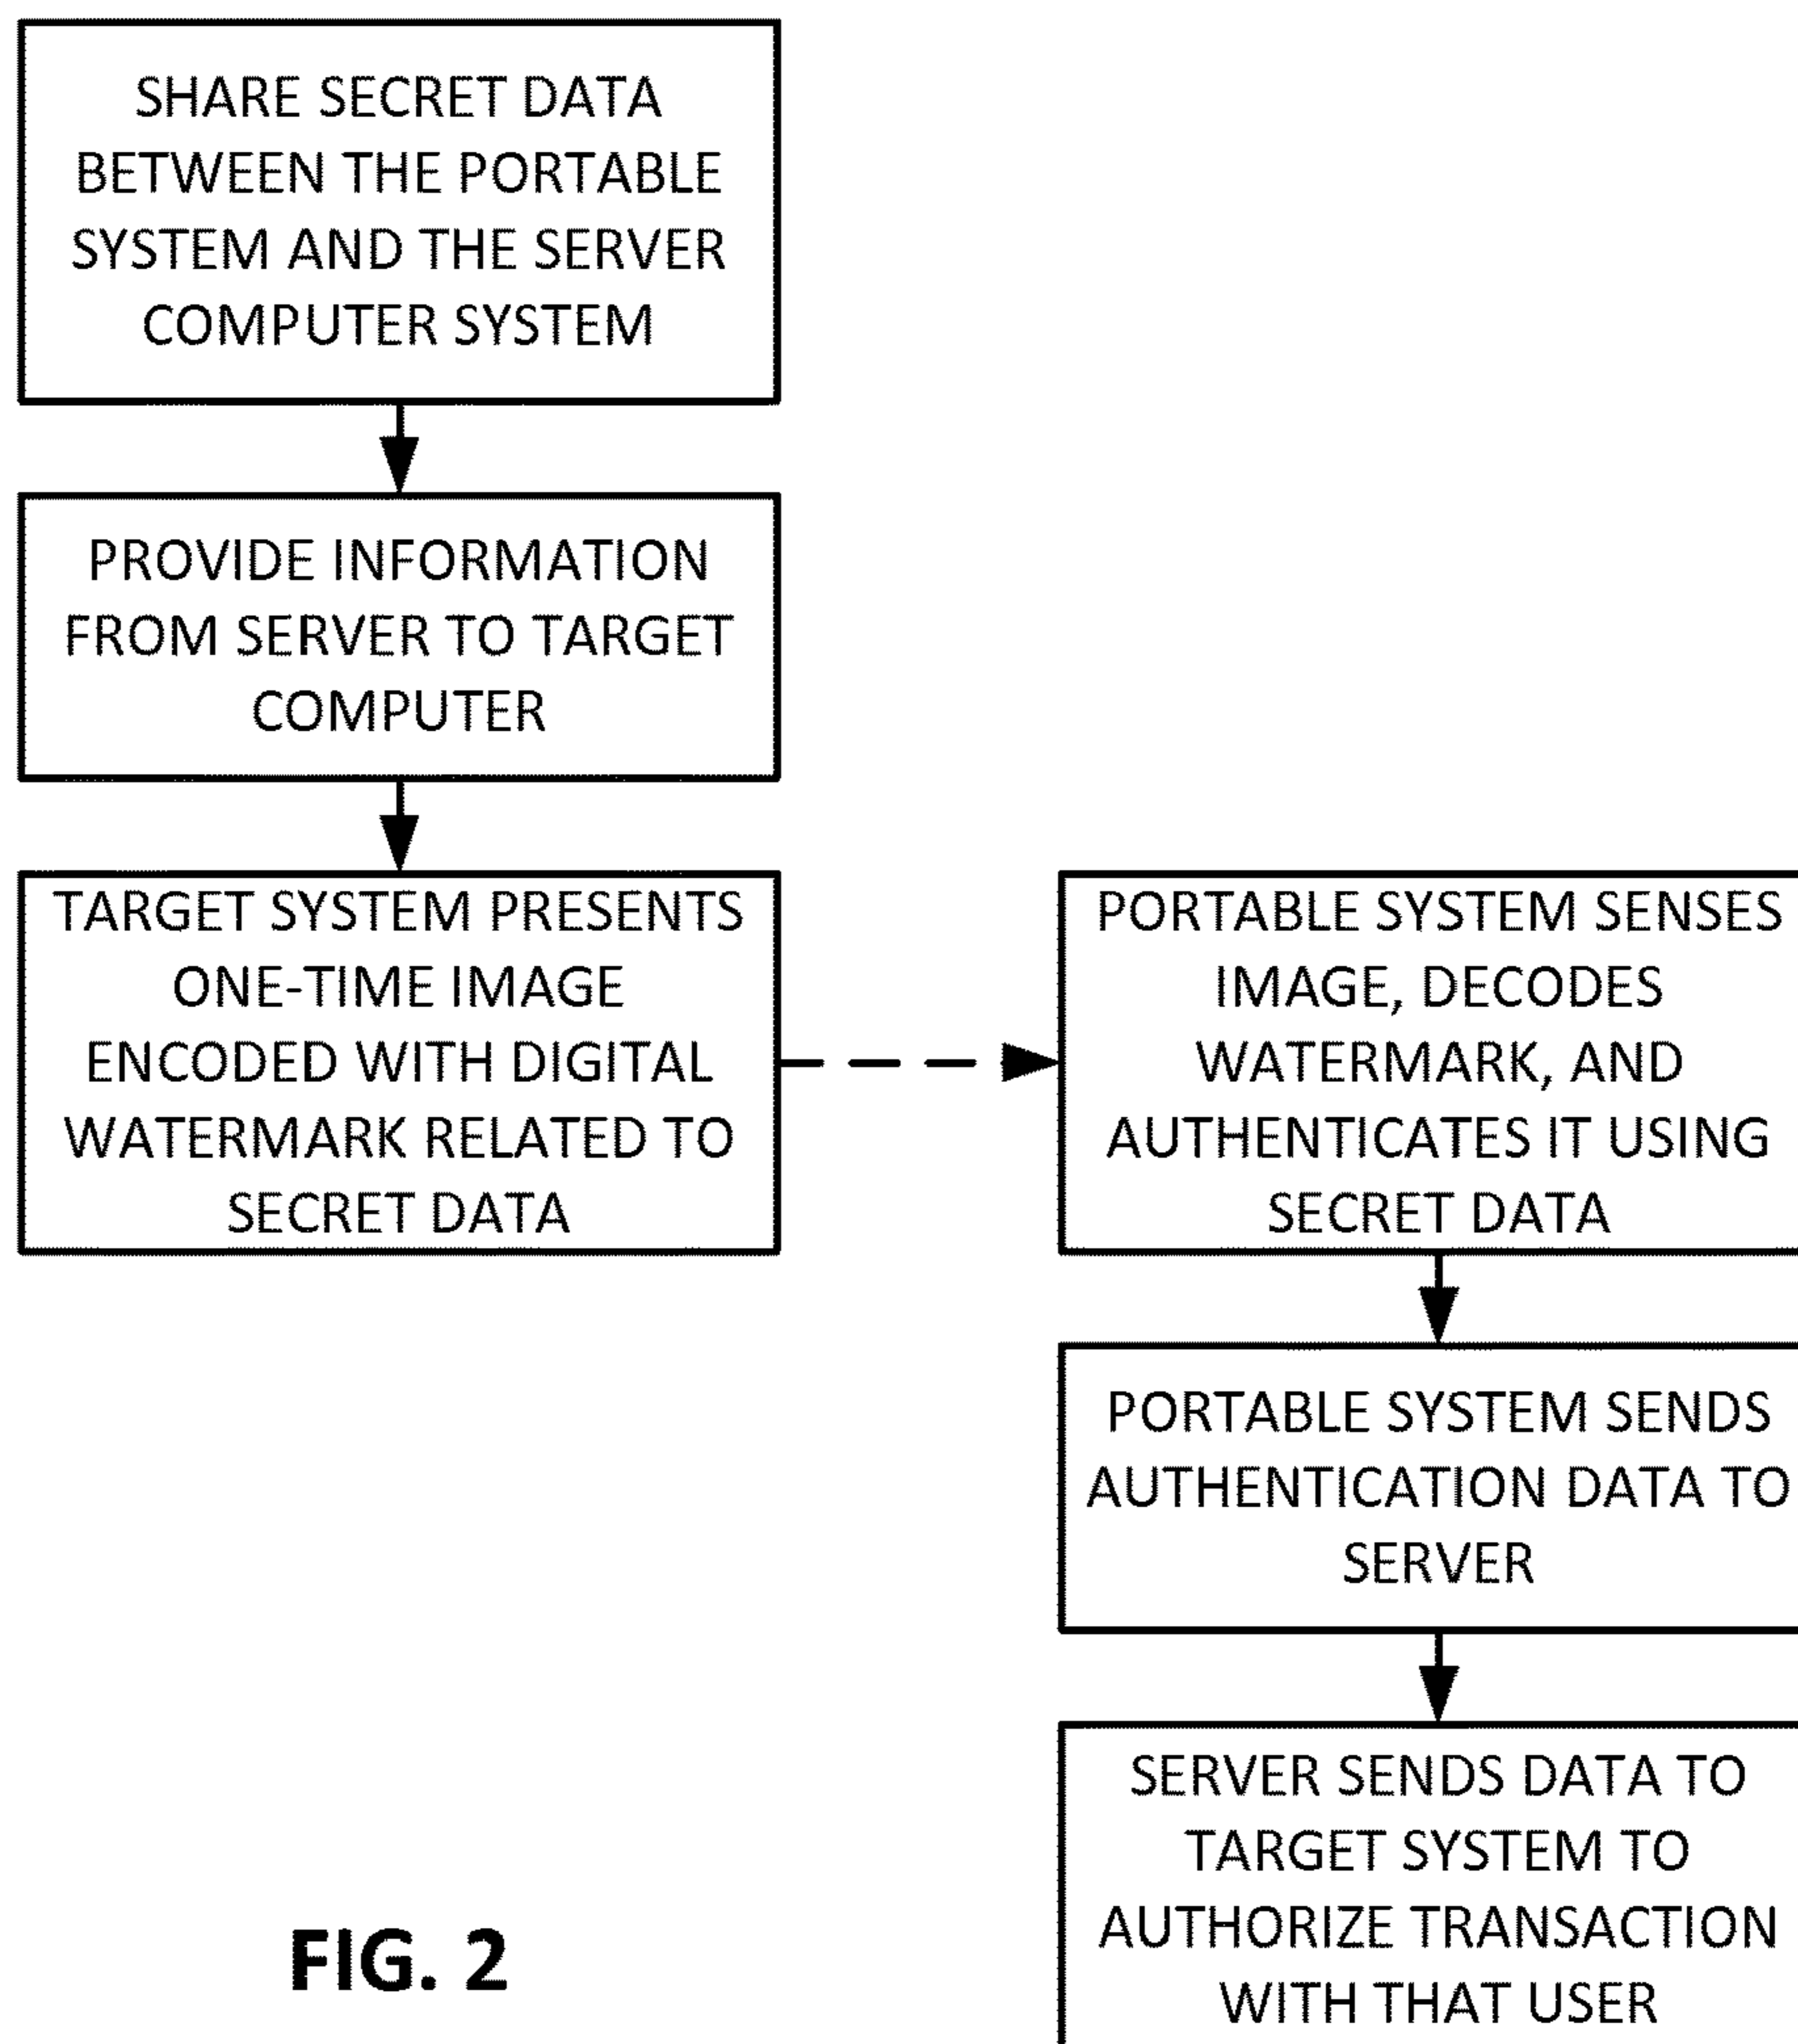 SHARE SECRET DATA
BETWEEN THE PORTABLE
SYSTEM AND THE SERVER
COMPUTER SYSTEM
PROVIDE INFORMATION
FROM SERVER TO TARGET
COMPUTER
TARGET SYSTEM PRESENTS
ONE-TIME IMAGE
ENCODED WITH DIGITAL
WATERMARK RELATED TO
SECRET DATA
PORTABLE SYSTEM SENSES
IMAGE, DECODES
WATERMARK, AND
AUTHENTICATES IT USING
SECRET DATA
PORTABLE SYSTEM SENDS
AUTHENTICATION DATA TO
SERVER
SERVER SENDS DATA TO
TARGET SYSTEM TO
AUTHORIZE TRANSACTION
WITH THAT USER
FIG. 2